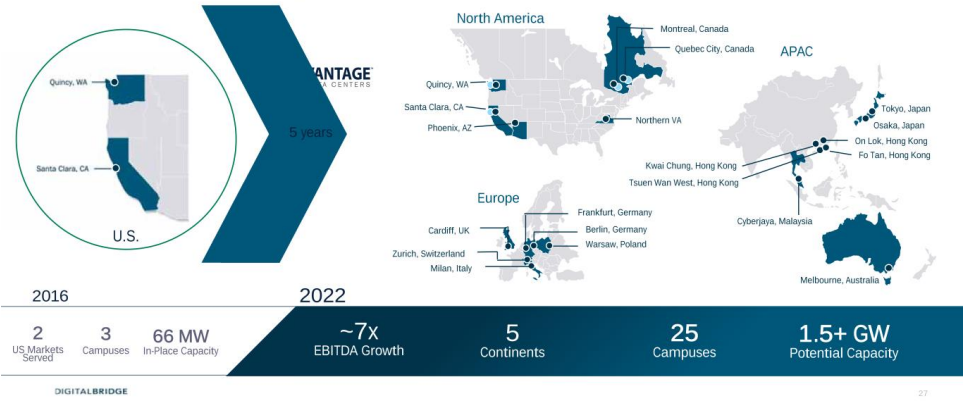 Quincy, WA
Santa Clara, CA
U.S.
5 years
VANTAGE
DATA CENTERS
North America
Montreal, Canada
Quebec City, Canada
Quincy, WA
Santa Clara, CA
Phoenix, AZ
Northern VA
Europe
Frankfurt, Germany
Cardiff, UK
Berlin, Germany
Warsaw, Poland
Zurich, Switzerland
Milan, Italy
APAC
Tokyo, Japan
Osaka, Japan
On Lok, Hong Kong
Fo Tan, Hong Kong
Kwai Chung, Hong Kong
Tsuen Wan West, Hong Kong
Cyberjaya, Malaysia
Melbourne, Australia
2016
2
US Markets
Served
3
Campuses
66 MW
In-Place Capacity
2022
~7x
EBITDA Growth
5
Continents
25
Campuses
1.5+ GW
Potential Capacity
DIGITALBRIDGE
27